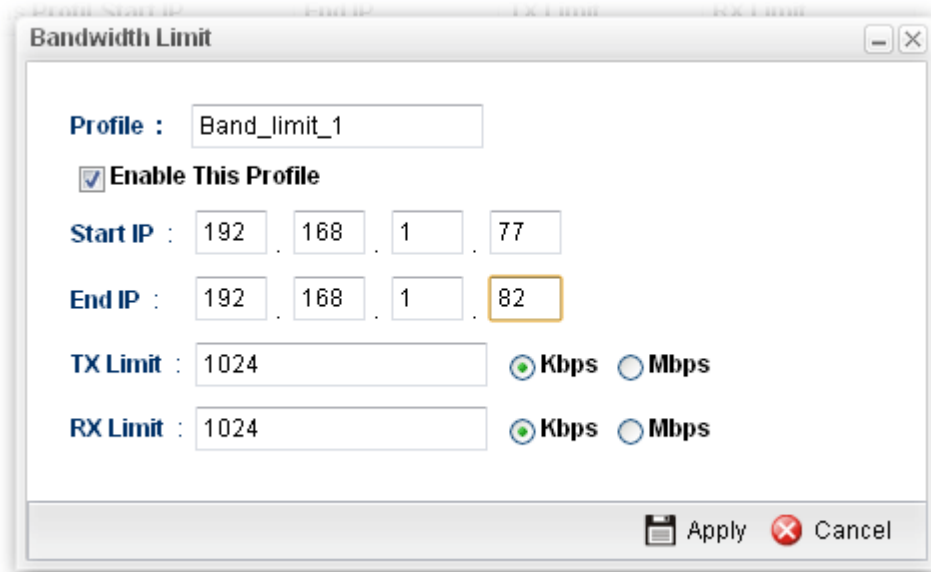 Bandwidth Limit
Profile : Band_limit_1
Enable This Profile
Start IP : 192 . 168 . 1 . 77
End IP : 192 . 168 . 1 . 82
TX Limit : 1024 Kbps Mbps
RX Limit : 1024 Kbps Mbps
Apply Cancel